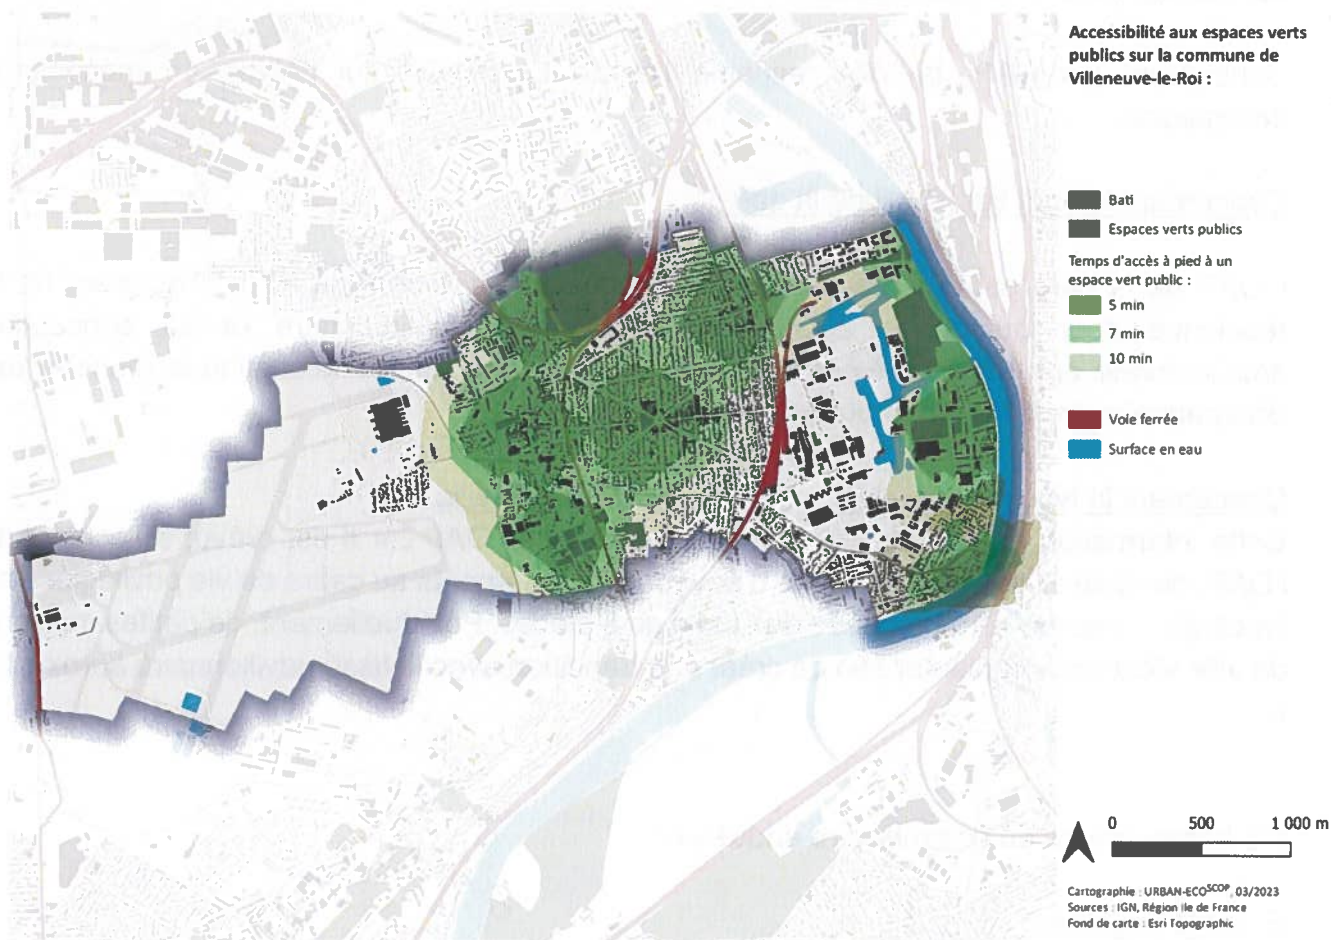 Accessibilité aux espaces verts
publics sur la commune de
Villeneuve-le-Roi :
Bati
Espaces verts publics
Temps d'accès à pied à un
espace vert public :
5 min
7 min
10 min
Voie ferrée
Surface en eau
0 500 1 000 m
Cartographie : URBAN-ECOSCOP, 03/2023
Sources : IGN, Région Ile de France
Fond de carte : Esri Topographic